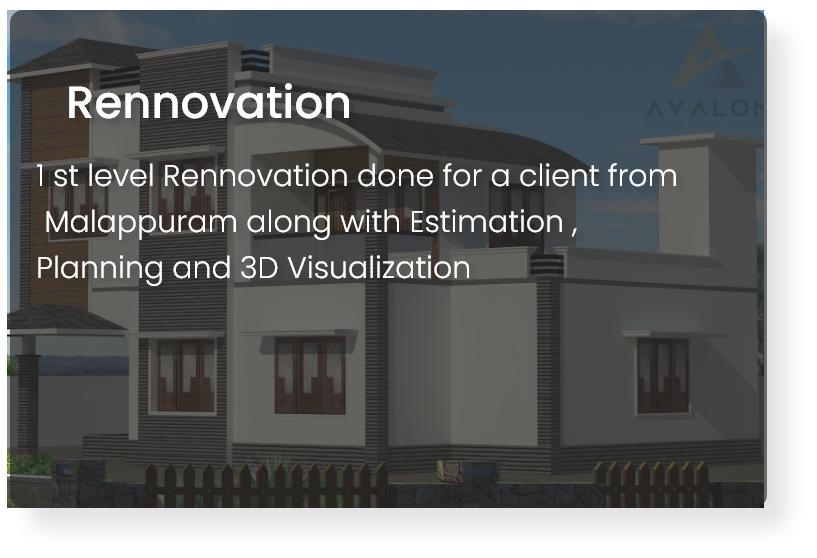 AVALON
Rennovation
1 st level Rennovation done for a client from
Malappuram along with Estimation ,
Planning and 3D Visualization